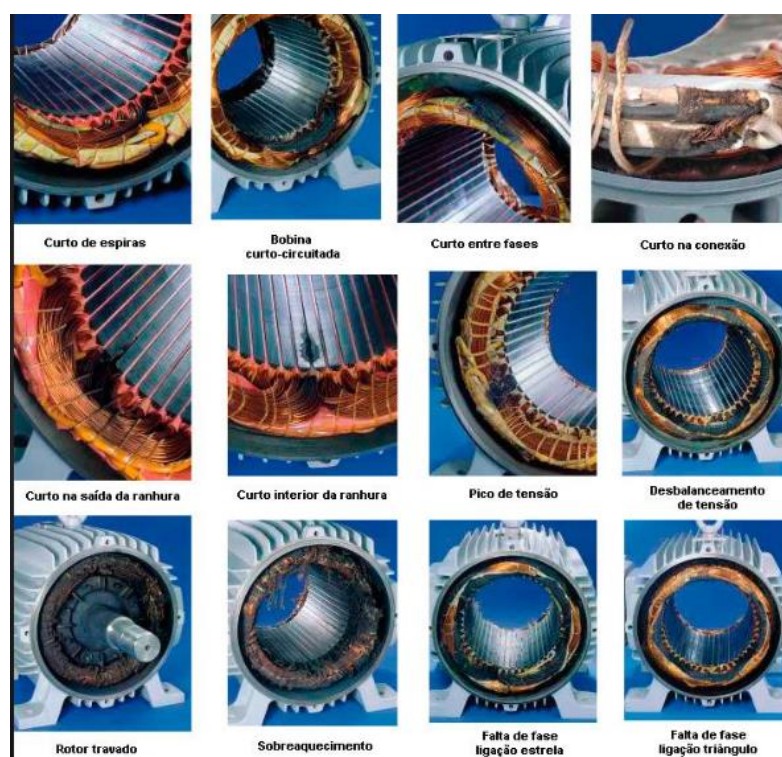 Curto de espiras
Bobina
curto-circuitada
Curto entre fases
Curto na conexão
Curto na saída da ranhura
Curto interior da ranhura
Pico de tensão
Desbalanceamento
de tensão
Rotor travado
Sobreaquecimento
Falta de fase
ligação estrela
Falta de fase
ligação triângulo